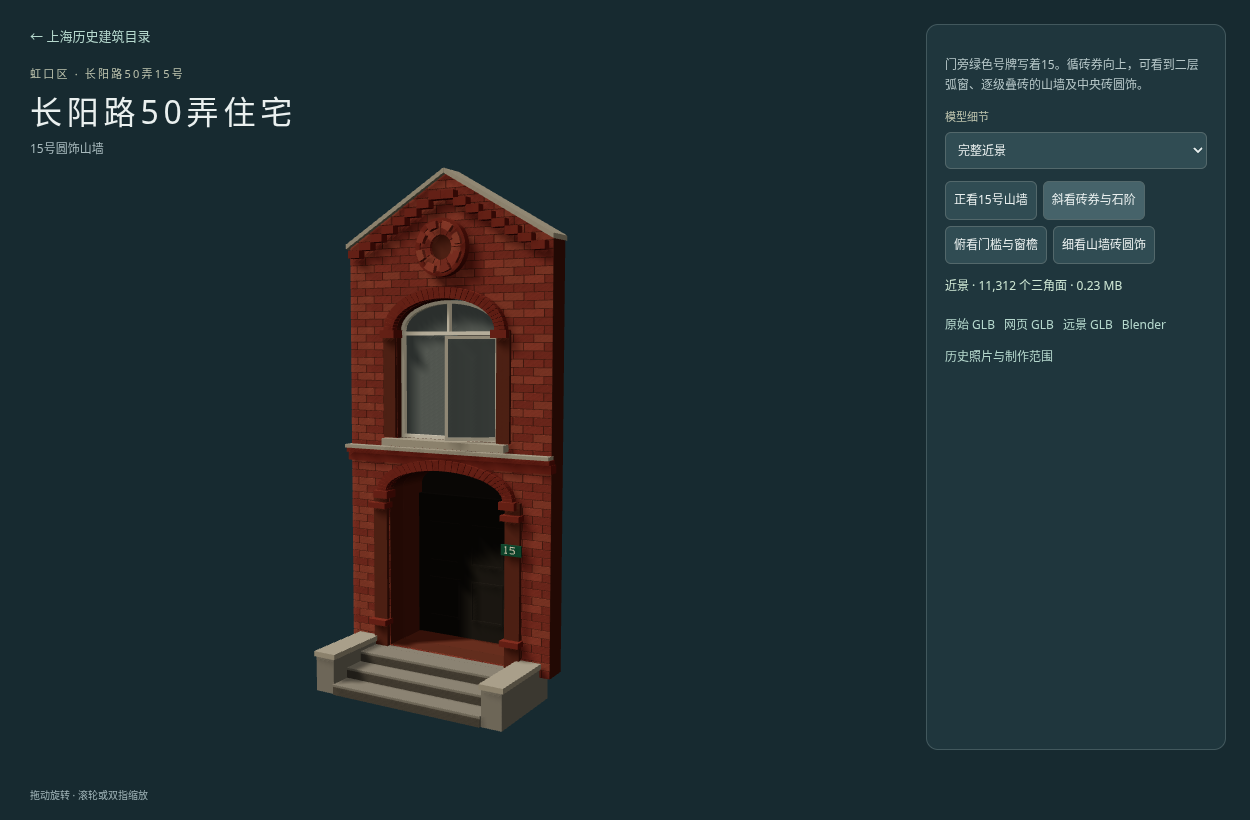 ← 上海历史建筑目录
虹口区 · 长阳路50弄15号
长阳路50弄住宅
15号圆饰山墙
15
门旁绿色号牌写着15。循砖券向上，可看到二层
弧窗、逐级叠砖的山墙及中央砖圆饰。
模型细节
完整近景
正看15号山墙 斜看砖券与石阶
俯看门槛与窗檐 细看山墙砖圆饰
近景 · 11,312 个三角面 · 0.23 MB
原始 GLB 网页 GLB 远景 GLB Blender
历史照片与制作范围
拖动旋转 · 滚轮或双指缩放